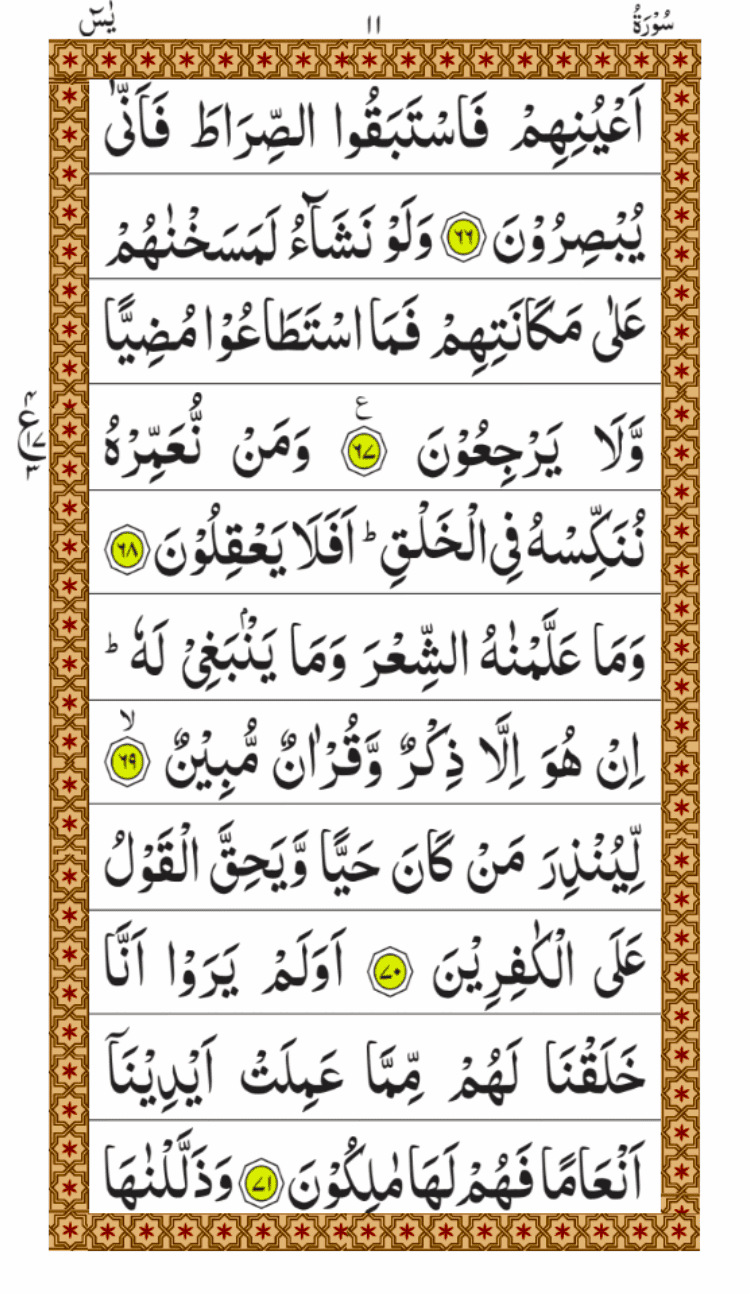 سُوْرَةُ ١١ يٰسٓ
اَعْيُنِهِمْ فَاسْتَبَقُوا الصِّرَاطَ فَاَنّٰى
يُبْصِرُوْنَ ٦٦ وَلَوْ نَشَآءُ لَمَسَخْنٰهُمْ
عَلٰى مَكَانَتِهِمْ فَمَا اسْتَطَاعُوْا مُضِيًّا
وَّلَا يَرْجِعُوْنَ ٦٧ ع وَمَنْ نُّعَمِّرْهُ
نُنَكِّسْهُ فِى الْخَلْقِ ؕ اَفَلَا يَعْقِلُوْنَ ٦٨
وَمَا عَلَّمْنٰهُ الشِّعْرَ وَمَا يَنْۢبَغِىْ لَهٗ ؕ
اِنْ هُوَ اِلَّا ذِكْرٌ وَّقُرْاٰنٌ مُّبِيْنٌ ٦٩ ۙ
لِّيُنْذِرَ مَنْ كَانَ حَيًّا وَّيَحِقَّ الْقَوْلُ
عَلَى الْكٰفِرِيْنَ ٧٠ اَوَلَمْ يَرَوْا اَنَّا
خَلَقْنَا لَهُمْ مِّمَّا عَمِلَتْ اَيْدِيْنَاۤ
اَنْعَامًا فَهُمْ لَهَا مٰلِكُوْنَ ٧١ وَذَلَّلْنٰهَا